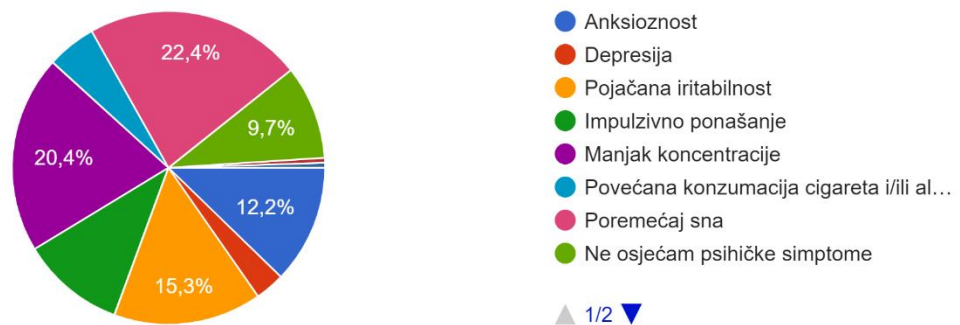 22,4%
9,7%
20,4%
12,2%
15,3%
Anksioznost
Depresija
Pojačana iritabilnost
Impulzivno ponašanje
Manjak koncentracije
Povećana konzumacija cigareta i/ili al…
Poremećaj sna
Ne osjećam psihičke simptome
1/2